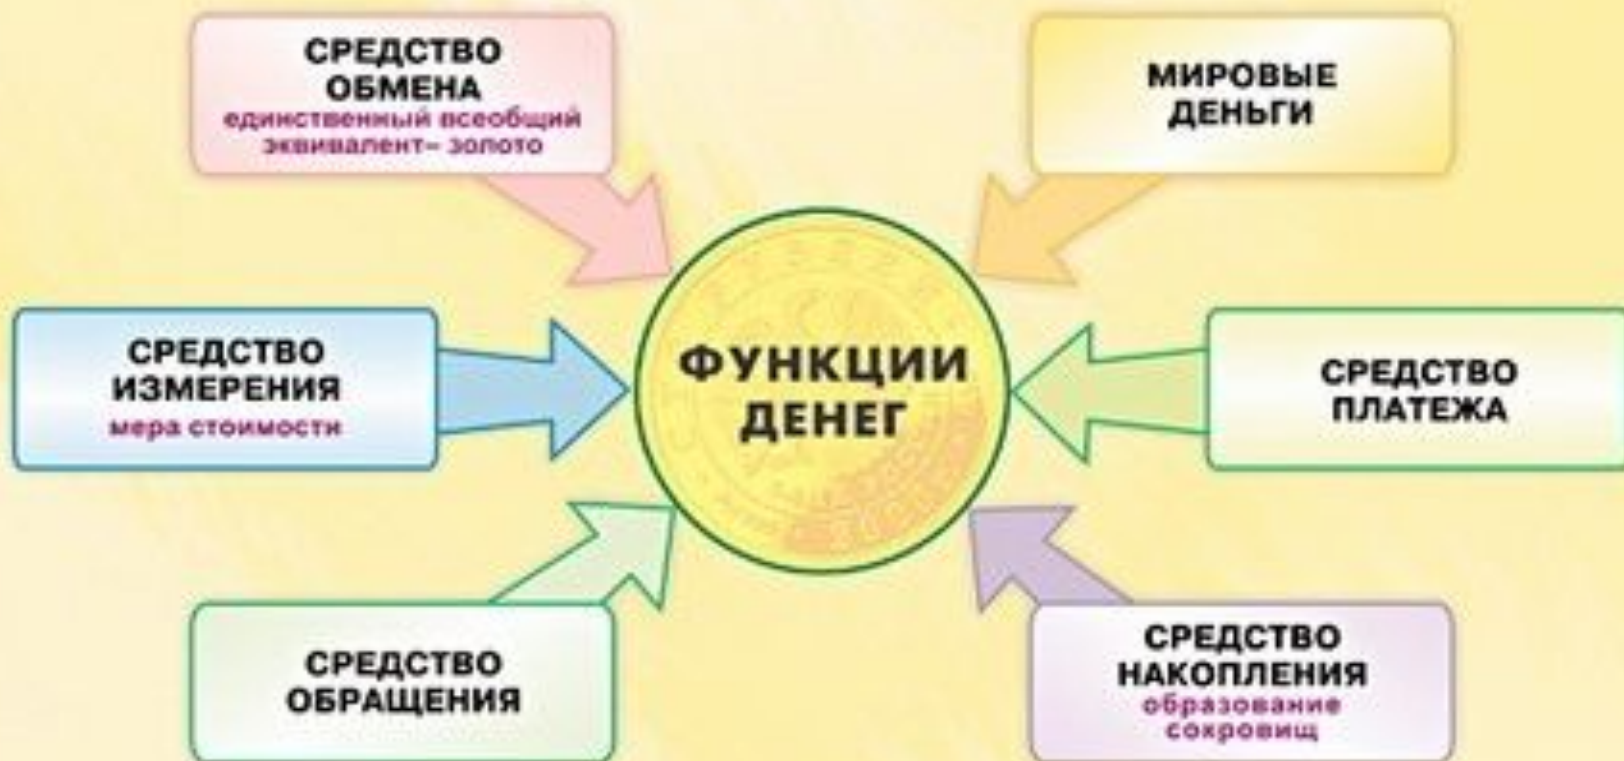 СРЕДСТВО
ОБМЕНА
единственный всеобщий
эквивалент– золото
МИРОВЫЕ
ДЕНЬГИ
СРЕДСТВО
ИЗМЕРЕНИЯ
мера стоимости
ФУНКЦИИ
ДЕНЕГ
СРЕДСТВО
ПЛАТЕЖА
СРЕДСТВО
ОБРАЩЕНИЯ
СРЕДСТВО
НАКОПЛЕНИЯ
образование
сокровищ